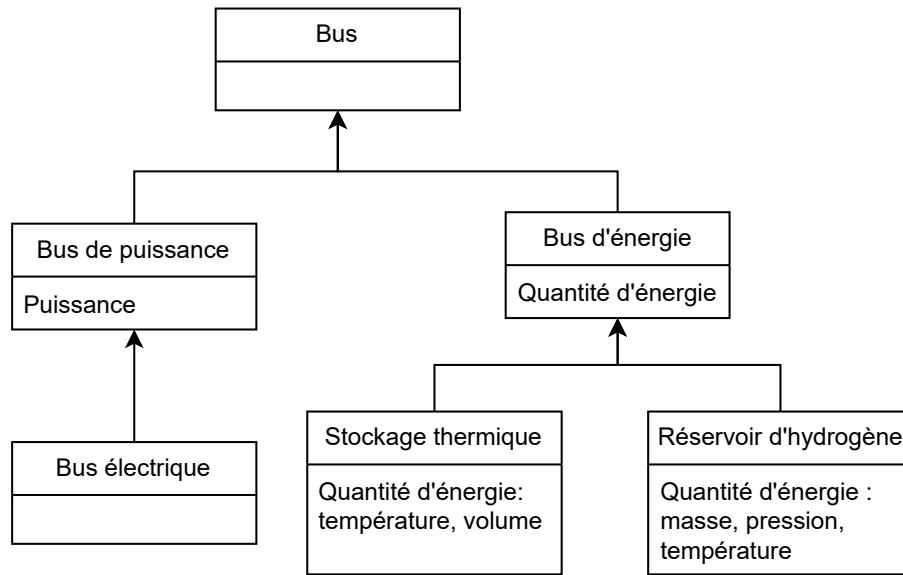 Bus
Bus de puissance
Puissance
Bus d'énergie
Quantité d'énergie
Bus électrique
Stockage thermique
Quantité d'énergie:
température, volume
Réservoir d'hydrogène
Quantité d'énergie :
masse, pression,
température